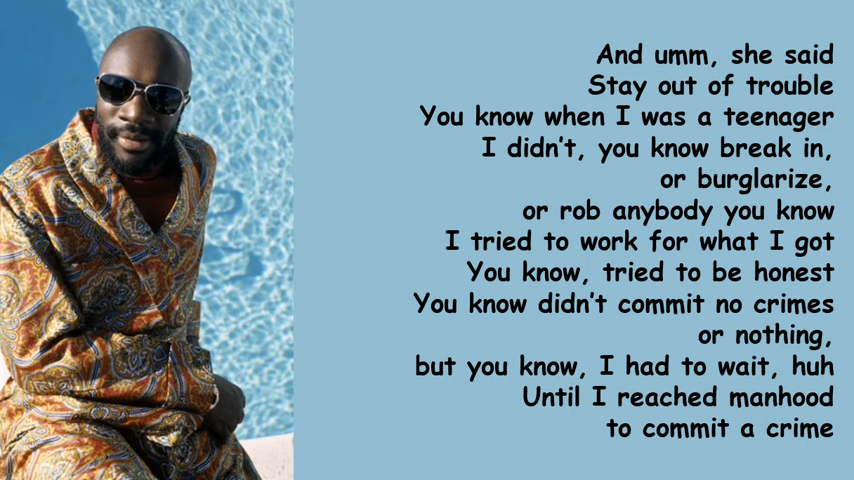 And umm, she said
Stay out of trouble
You know when I was a teenager
I didn't, you know break in,
or burglarize,
or rob anybody you know
I tried to work for what I got
You know, tried to be honest
You know didn't commit no crimes
or nothing,
but you know, I had to wait, huh
Until I reached manhood
to commit a crime